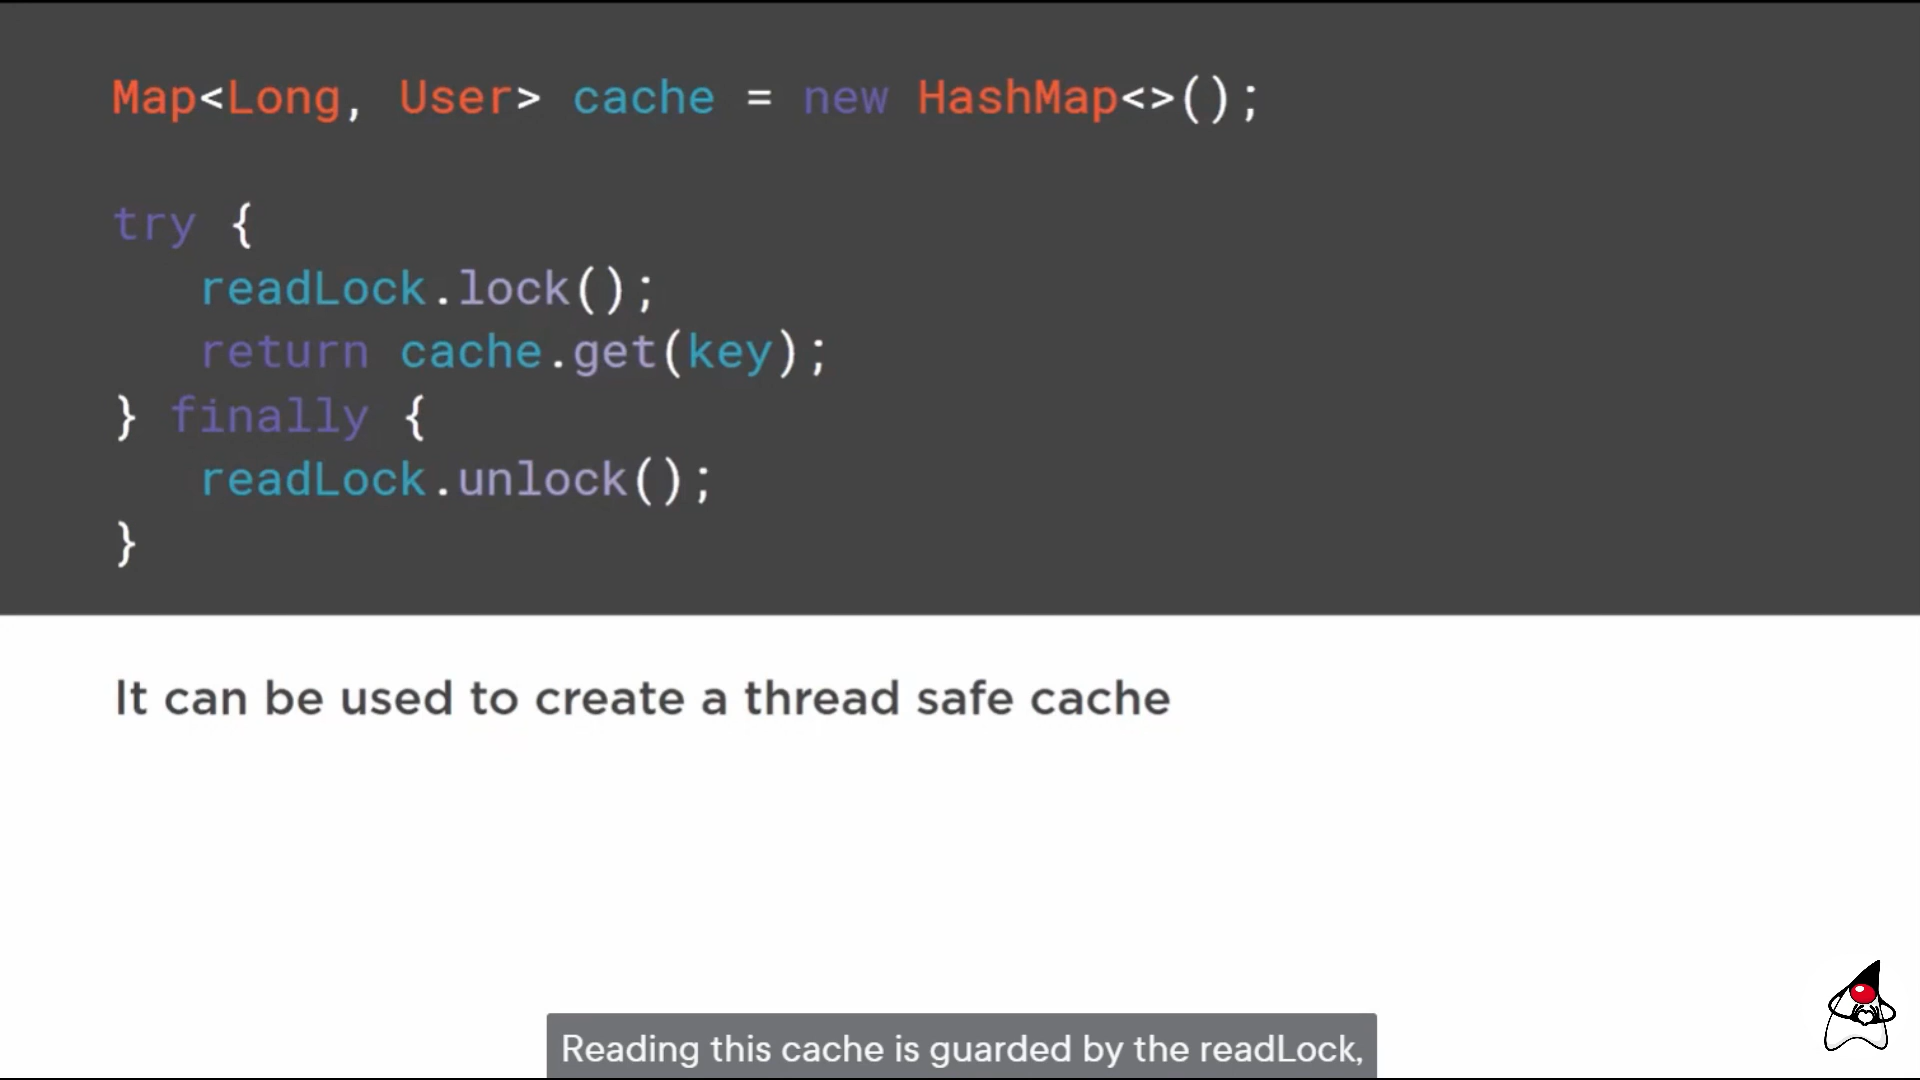 Map<Long, User> cache = new HashMap<>();
try {
readLock.lock();
return cache.get(key);
} finally {
readLock.unlock();
}
It can be used to create a thread safe cache
Reading this cache is guarded by the readLock,